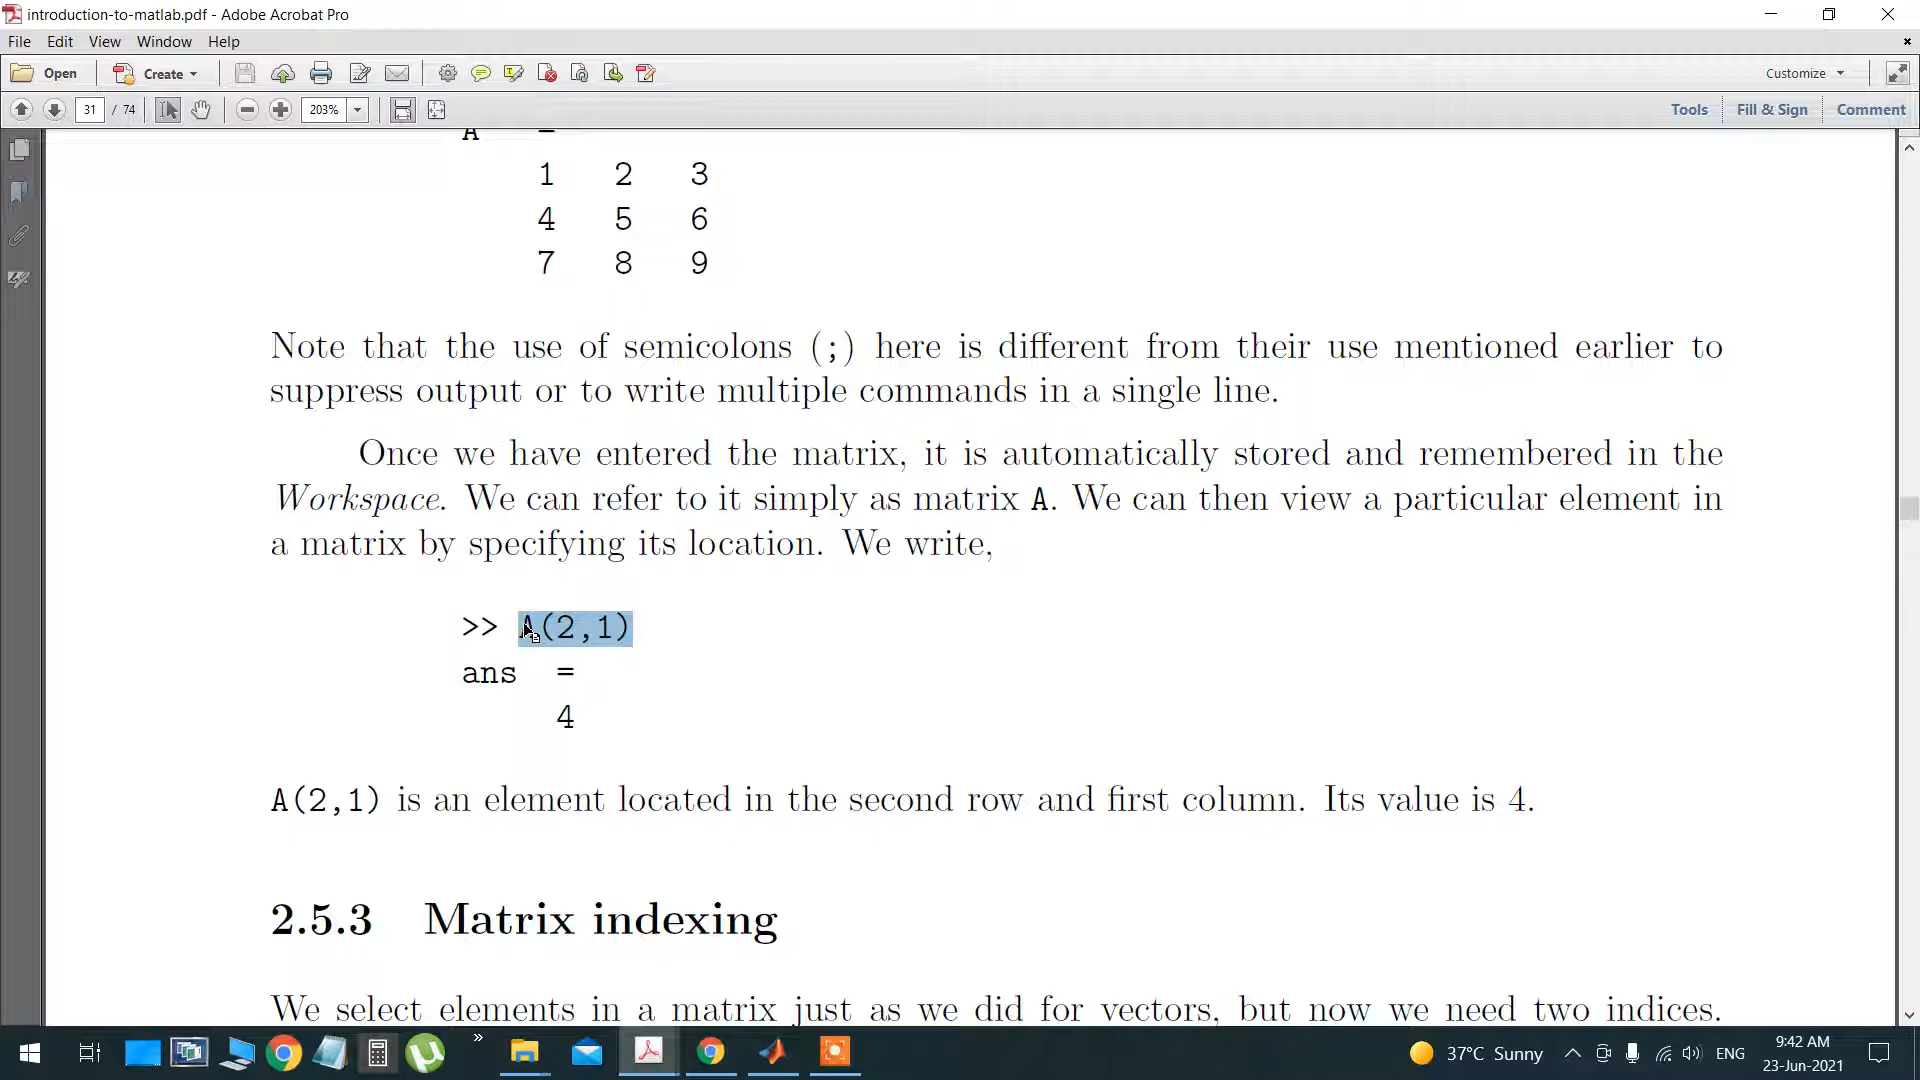 introduction-to-matlab.pdf - Adobe Acrobat Pro
File Edit View Window Help
Open Create Customize
31 / 74 203% Tools Fill & Sign Comment
A =
1 2 3
4 5 6
7 8 9
Note that the use of semicolons (;) here is different from their use mentioned earlier to
suppress output or to write multiple commands in a single line.
Once we have entered the matrix, it is automatically stored and remembered in the
Workspace. We can refer to it simply as matrix A. We can then view a particular element in
a matrix by specifying its location. We write,
>> A(2,1)
ans =
4
A(2,1) is an element located in the second row and first column. Its value is 4.
2.5.3 Matrix indexing
We select elements in a matrix just as we did for vectors, but now we need two indices.
37°C Sunny ENG 9:42 AM
23-Jun-2021